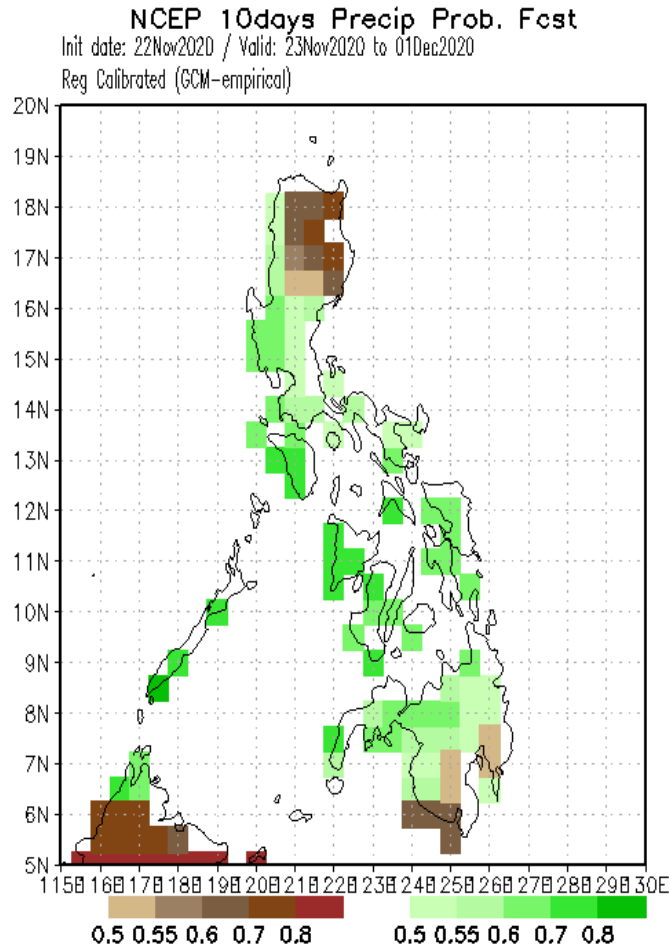 NCEP 10days Precip Prob. Fcst
Init date: 22Nov2020 / Valid: 23Nov2020 to 01Dec2020
Reg Calibrated (GCM-empirical)
20N
19N
18N
17N
16N
15N
14N
13N
12N
11N
10N
9N
8N
7N
6N
5N
0.5 0.55 0.6 0.7 0.8 0.5 0.55 0.6 0.7 0.8